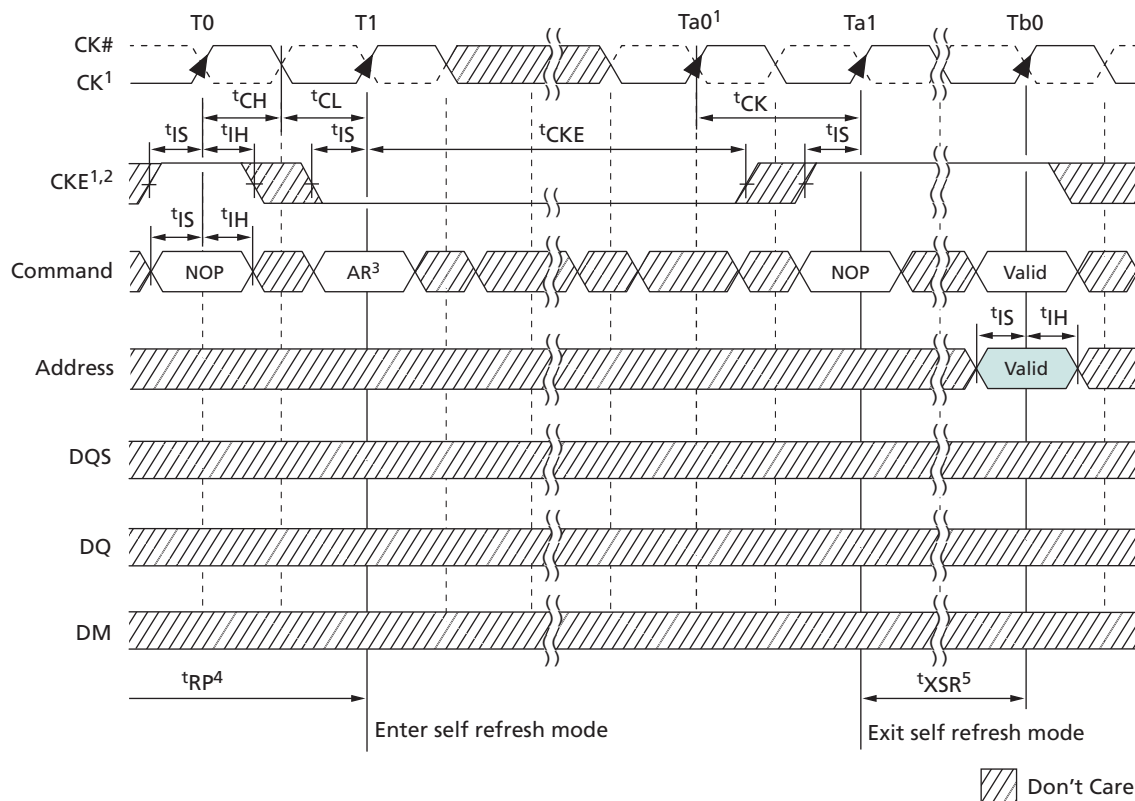 T0 T1 Ta0¹ Ta1 Tb0
CK#
CK¹
ᵗCH ᵗCL ᵗCK
ᵗIS ᵗIH ᵗIS ᵗCKE ᵗIS
CKE¹,²
ᵗIS ᵗIH
Command NOP AR³ NOP Valid
ᵗIS ᵗIH
Address Valid
DQS
DQ
DM
ᵗRP⁴ ᵗXSR⁵
Enter self refresh mode Exit self refresh mode
Don't Care